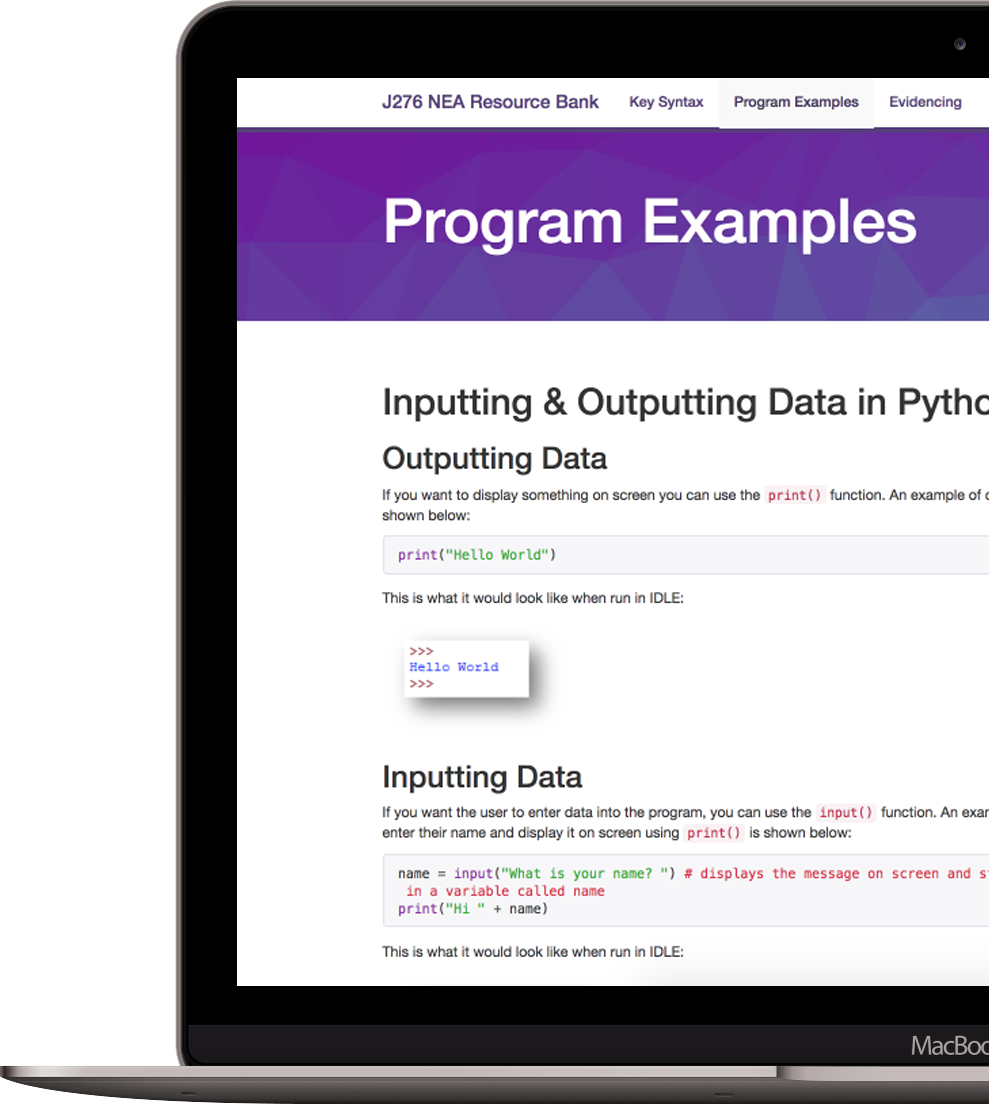 J276 NEA Resource Bank Key Syntax Program Examples Evidencing
Program Examples
Inputting & Outputting Data in Pytho
Outputting Data
If you want to display something on screen you can use the print() function. An example of
shown below:
print("Hello World")
This is what it would look like when run in IDLE:
>>>
Hello World
>>>
Inputting Data
If you want the user to enter data into the program, you can use the input() function. An exam
enter their name and display it on screen using print() is shown below:
name = input("What is your name? ") # displays the message on screen and st
in a variable called name
print("Hi " + name)
This is what it would look like when run in IDLE:
MacBoo